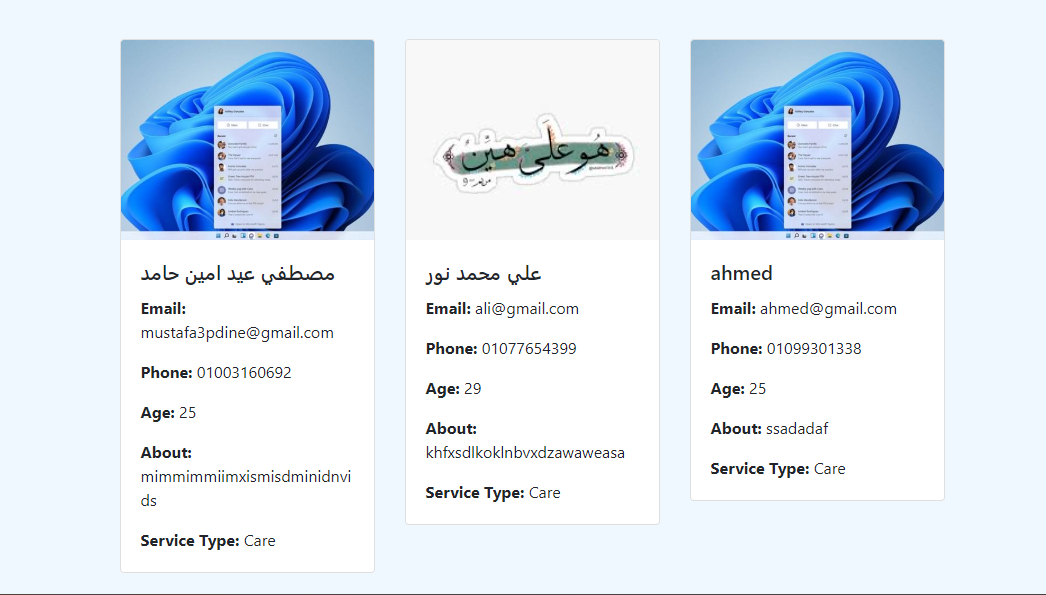 هُوَ عَلَيَّ هَيِّنٌ
مصطفي عيد امين حامد
Email:
mustafa3pdine@gmail.com
Phone: 01003160692
Age: 25
About:
mimmimmiimxismisdminidnvi
ds
Service Type: Care
علي محمد نور
Email: ali@gmail.com
Phone: 01077654399
Age: 29
About:
khfxsdlkoklnbvxdzawaweasa
Service Type: Care
ahmed
Email: ahmed@gmail.com
Phone: 01099301338
Age: 25
About: ssadadaf
Service Type: Care